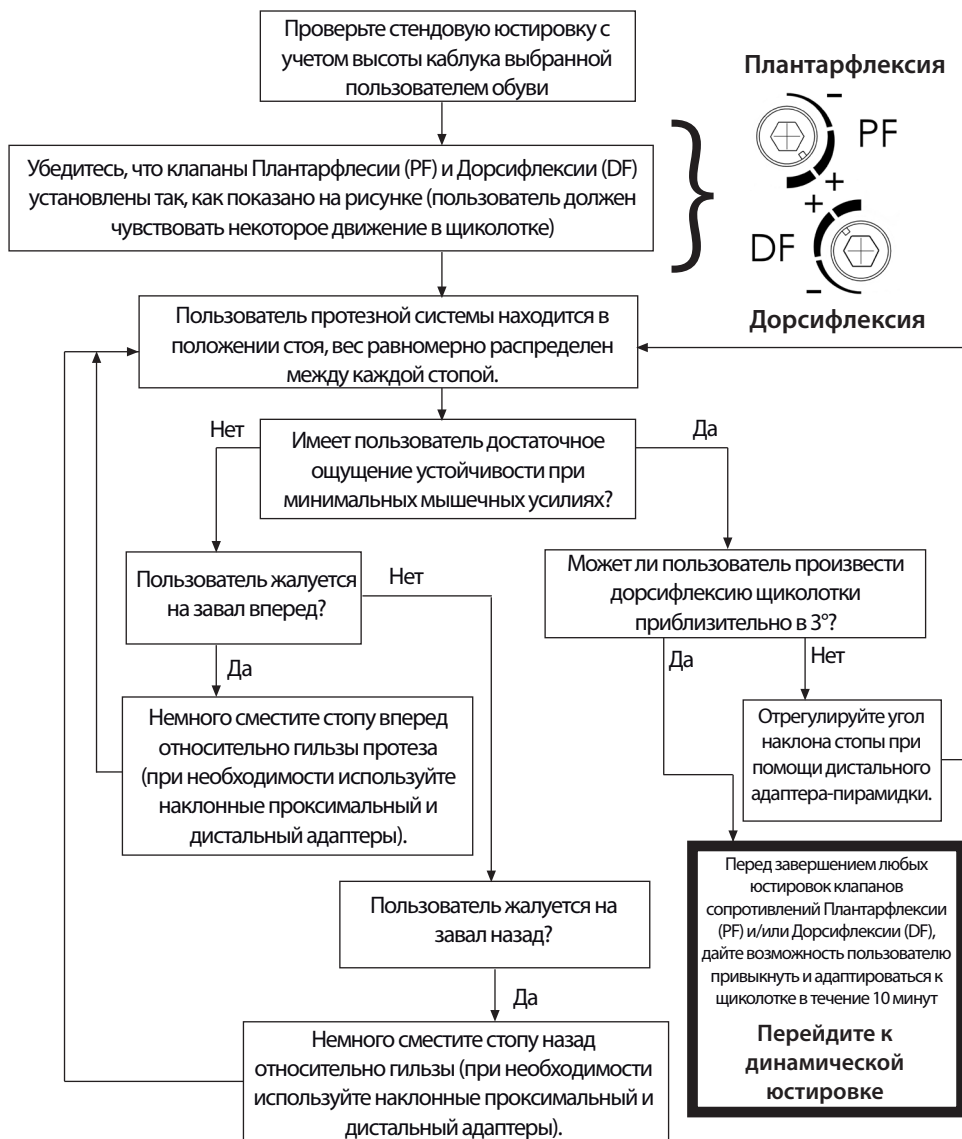 Проверьте стендовую юстировку с
учетом высоты каблука выбранной
пользователем обуви
Плантарфлексия
−
PF
+
Убедитесь, что клапаны Плантарфлесии (PF) и Дорсифлексии (DF)
установлены так, как показано на рисунке (пользователь должен
чувствовать некоторое движение в щиколотке)
+
DF
−
Дорсифлексия
Пользователь протезной системы находится в
положении стоя, вес равномерно распределен
между каждой стопой.
Нет
Да
Имеет пользователь достаточное
ощущение устойчивости при
минимальных мышечных усилиях?
Пользователь жалуется
на завал вперед?
Нет
Да
Может ли пользователь произвести
дорсифлексию щиколотки
приблизительно в 3°?
Да
Нет
Немного сместите стопу вперед
относительно гильзы протеза
(при необходимости используйте
наклонные проксимальный и
дистальный адаптеры).
Отрегулируйте угол
наклона стопы при
помощи дистального
адаптера-пирамидки.
Пользователь жалуется на
завал назад?
Да
Немного сместите стопу назад
относительно гильзы (при необходимости
используйте наклонные проксимальный и
дистальный адаптеры).
Перед завершением любых
юстировок клапанов
сопротивлений Плантарфлексии
(PF) и/или Дорсифлексии (DF),
дайте возможность пользователю
привыкнуть и адаптироваться к
щиколотке в течение 10 минут
Перейдите к
динамической
юстировке